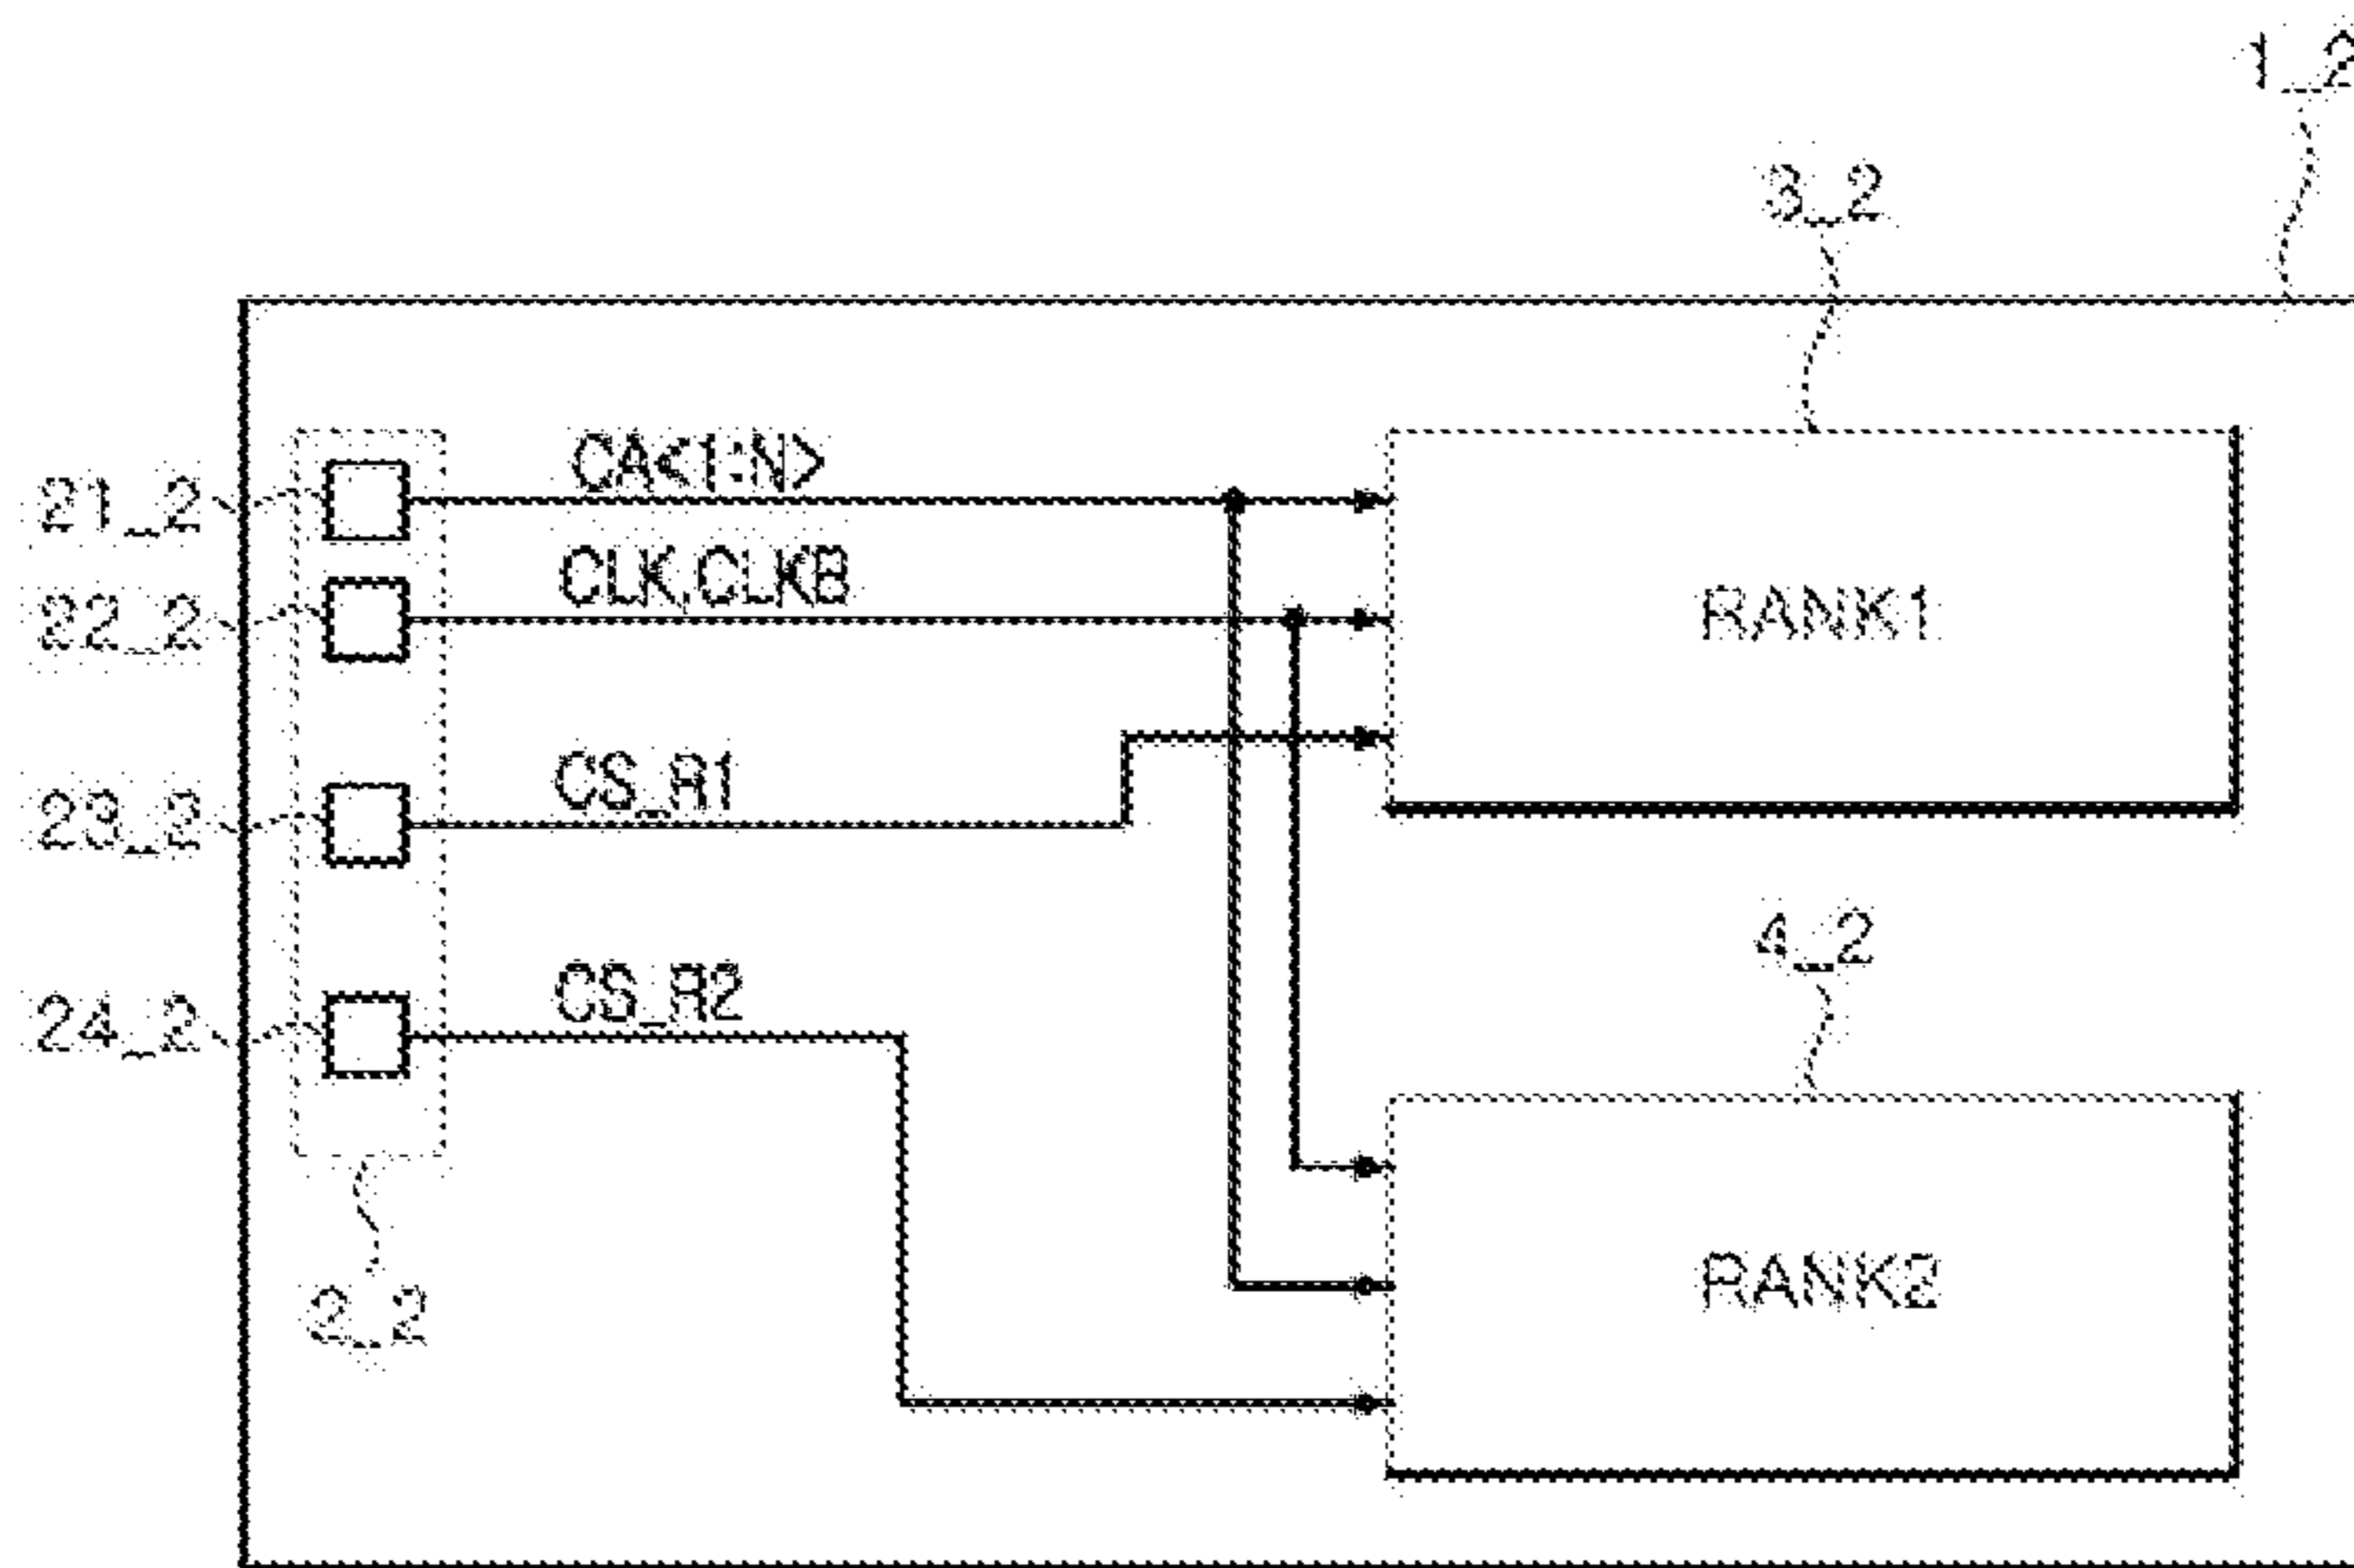 1_2
3_2
CA<1:N>
21_2
CLK,CLKB
22_2
RANK1
CS_R1
23_2
4_2
CS_R2
24_2
RANK2
2_2